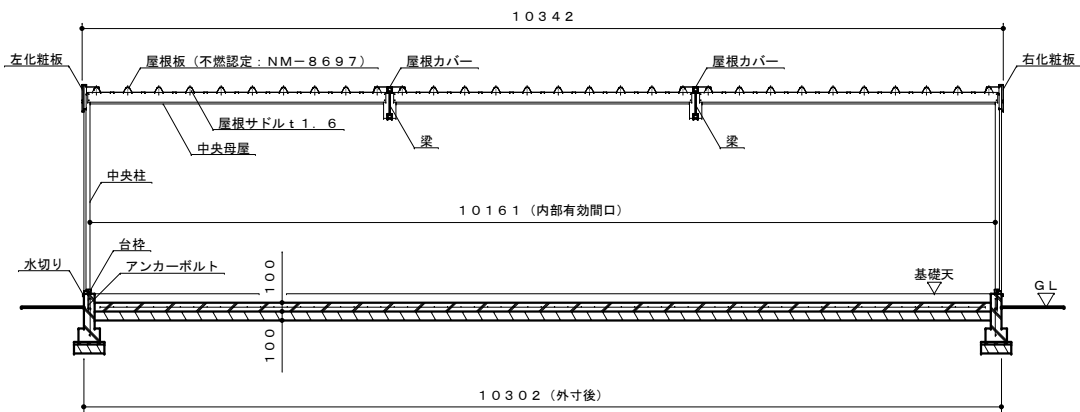 １０３４２
左化粧板
屋根板（不燃認定：ＮＭ－８６９７）
屋根カバー
屋根カバー
右化粧板
屋根サドルｔ１．６
梁
梁
中央母屋
中央柱
１０１６１（内部有効間口）
台枠
水切り
アンカーボルト
１００
基礎天
ＧＬ
１００
１０３０２（外寸後）